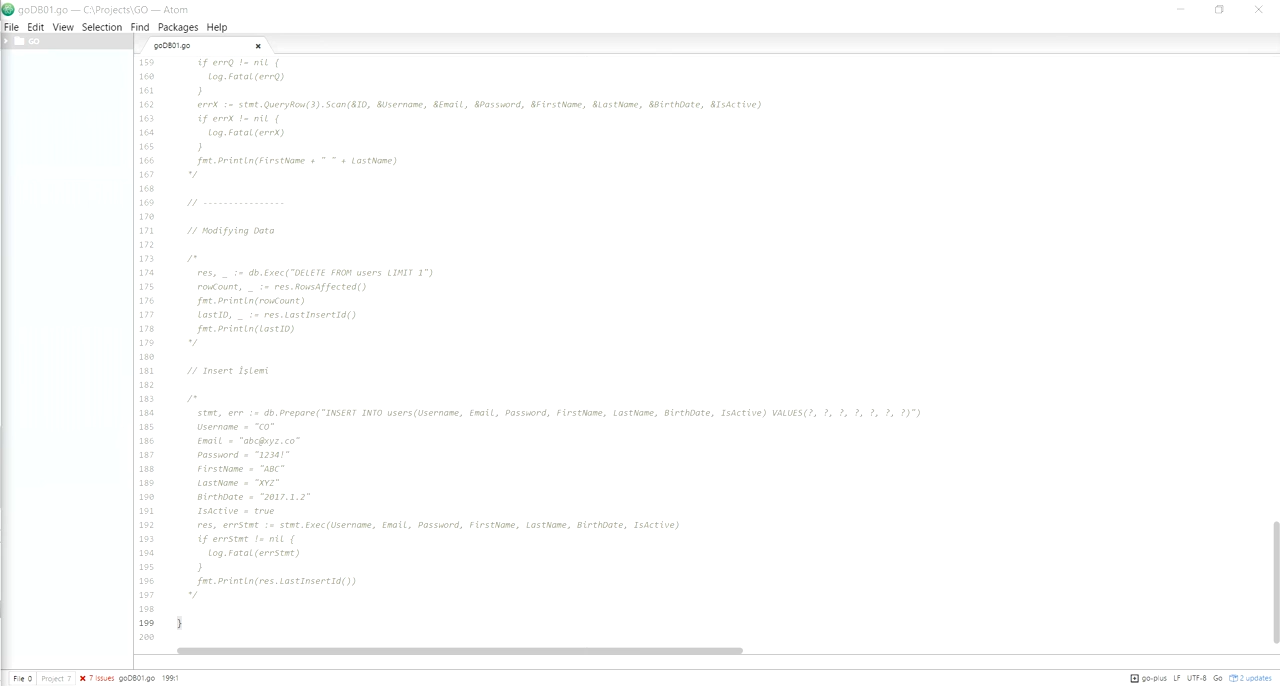 goDB01.go — C:\Projects\GO — Atom
File Edit View Selection Find Packages Help
GO
goDB01.go
159 if errQ != nil {
160 log.Fatal(errQ)
161 }
162 errX := stmt.QueryRow(3).Scan(&ID, &Username, &Email, &Password, &FirstName, &LastName, &BirthDate, &IsActive)
163 if errX != nil {
164 log.Fatal(errX)
165 }
166 fmt.Println(FirstName + " " + LastName)
167 */
168
169 // ----------------
170
171 // Modifying Data
172
173 /*
174 res, _ := db.Exec("DELETE FROM users LIMIT 1")
175 rowCount, _ := res.RowsAffected()
176 fmt.Println(rowCount)
177 lastID, _ := res.LastInsertId()
178 fmt.Println(lastID)
179 */
180
181 // Insert İşlemi
182
183 /*
184 stmt, err := db.Prepare("INSERT INTO users(Username, Email, Password, FirstName, LastName, BirthDate, IsActive) VALUES(?, ?, ?, ?, ?, ?, ?)")
185 Username = "CO"
186 Email = "abc@xyz.co"
187 Password = "1234!"
188 FirstName = "ABC"
189 LastName = "XYZ"
190 BirthDate = "2017.1.2"
191 IsActive = true
192 res, errStmt := stmt.Exec(Username, Email, Password, FirstName, LastName, BirthDate, IsActive)
193 if errStmt != nil {
194 log.Fatal(errStmt)
195 }
196 fmt.Println(res.LastInsertId())
197 */
198
199 }
200
File 0 Project 7 7 Issues goDB01.go 199:1 go-plus LF UTF-8 Go 2 updates